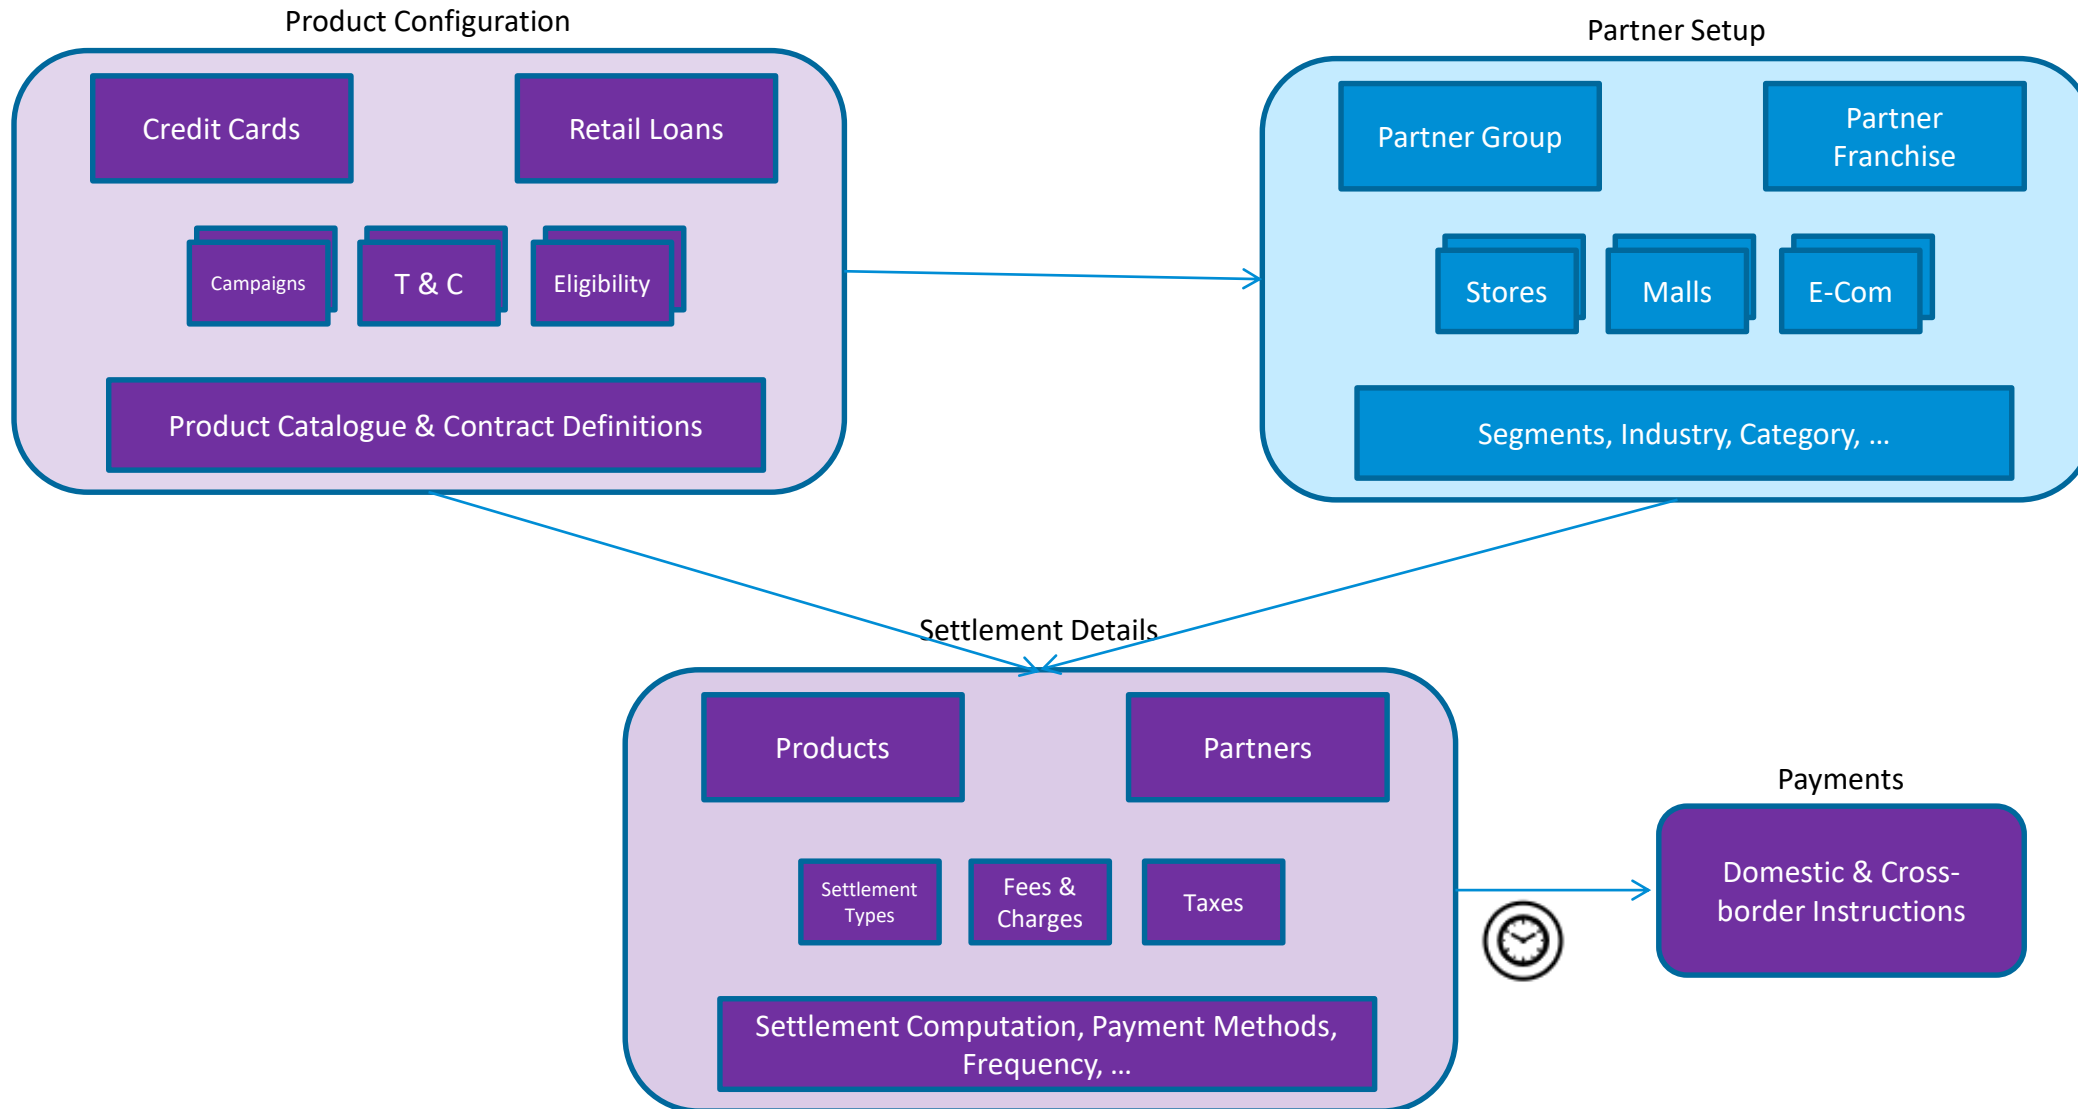 Product Configuration
Credit Cards
Retail Loans
Campaigns
T & C
Eligibility
Product Catalogue & Contract Definitions
Partner Setup
Partner Group
Partner
Franchise
Stores
Malls
E-Com
Segments, Industry, Category, ...
Settlement Details
Products
Partners
Settlement
Types
Fees &
Charges
Taxes
Settlement Computation, Payment Methods,
Frequency, ...
Payments
Domestic & Cross-
border Instructions